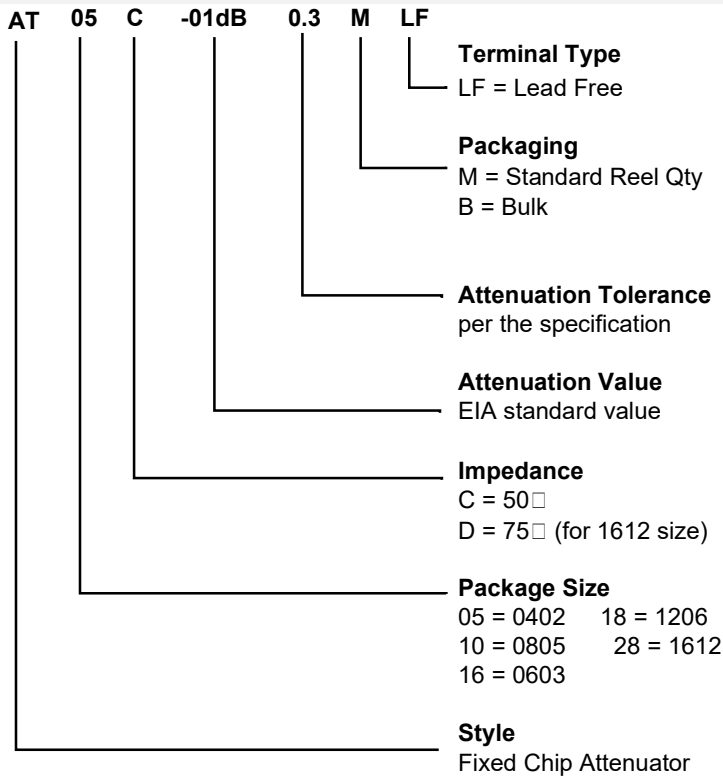 AT 05 C -01dB 0.3 M LF
Terminal Type
LF = Lead Free
Packaging
M = Standard Reel Qty
B = Bulk
Attenuation Tolerance
per the specification
Attenuation Value
EIA standard value
Impedance
C = 50□
D = 75□ (for 1612 size)
Package Size
05 = 0402 18 = 1206
10 = 0805 28 = 1612
16 = 0603
Style
Fixed Chip Attenuator